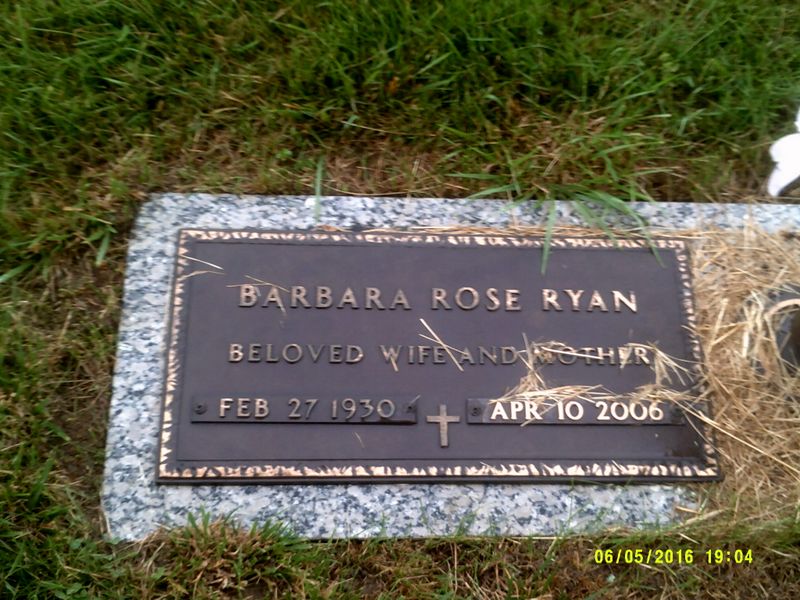 BARBARA ROSE RYAN
BELOVED WIFE AND MOTHER
FEB 27 1930 APR 10 2006
06/05/2016 19:04